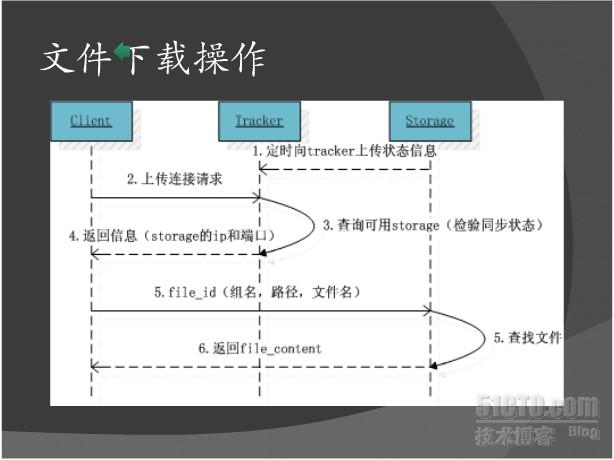 文件下载操作
Client
Tracker
Storage
1.定时向tracker上传状态信息
2.上传连接请求
3.查询可用storage（检验同步状态）
4.返回信息（storage的ip和端口）
5.file_id（组名，路径，文件名）
5.查找文件
6.返回file_content
51CTO.com
技术博客 Blog